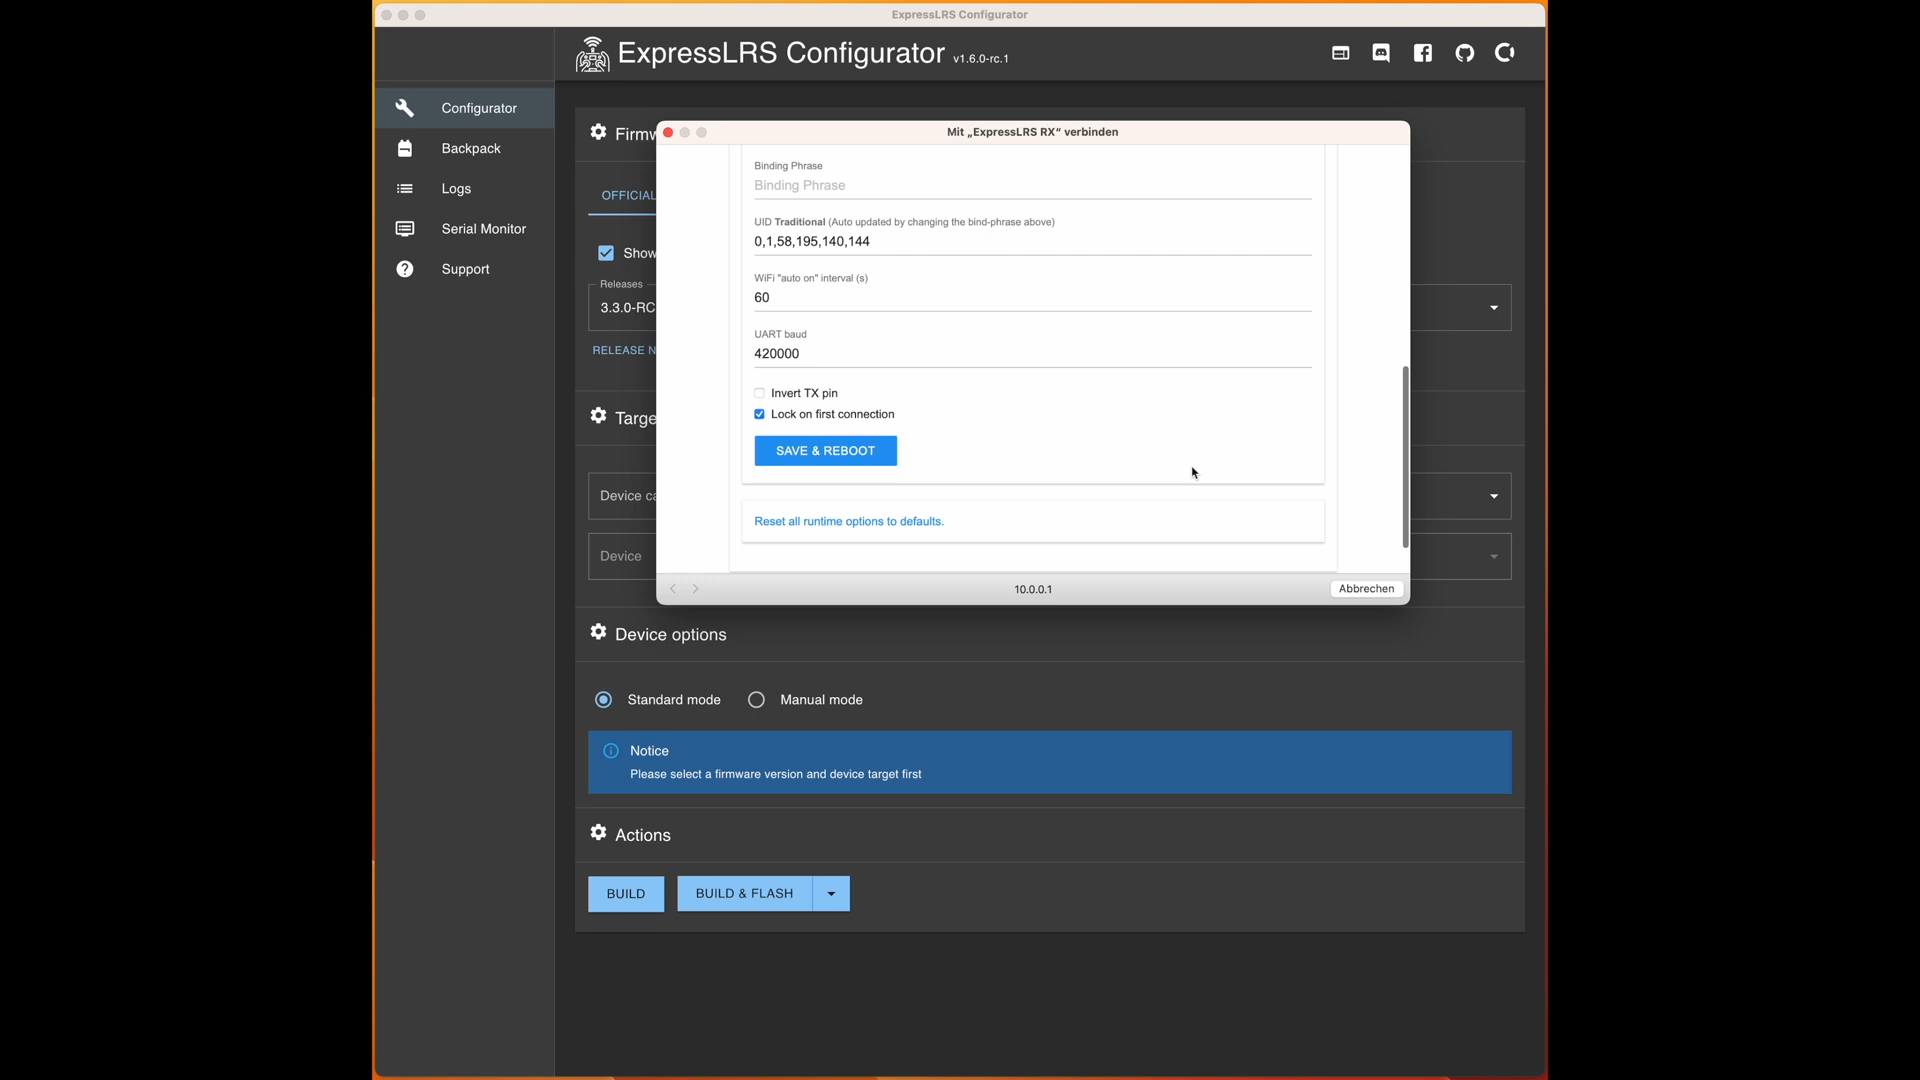 ExpressLRS Configurator
ExpressLRS Configurator v1.6.0-rc.1
Configurator
Backpack
Logs
Serial Monitor
Support
Firmw
OFFICIAL
Show
Releases
3.3.0-RC
RELEASE N
Targe
Device ca
Device
Mit „ExpressLRS RX“ verbinden
Binding Phrase
Binding Phrase
UID Traditional (Auto updated by changing the bind-phrase above)
0,1,58,195,140,144
WiFi "auto on" interval (s)
60
UART baud
420000
Invert TX pin
Lock on first connection
SAVE & REBOOT
Reset all runtime options to defaults.
10.0.0.1
Abbrechen
Device options
Standard mode
Manual mode
Notice
Please select a firmware version and device target first
Actions
BUILD
BUILD & FLASH